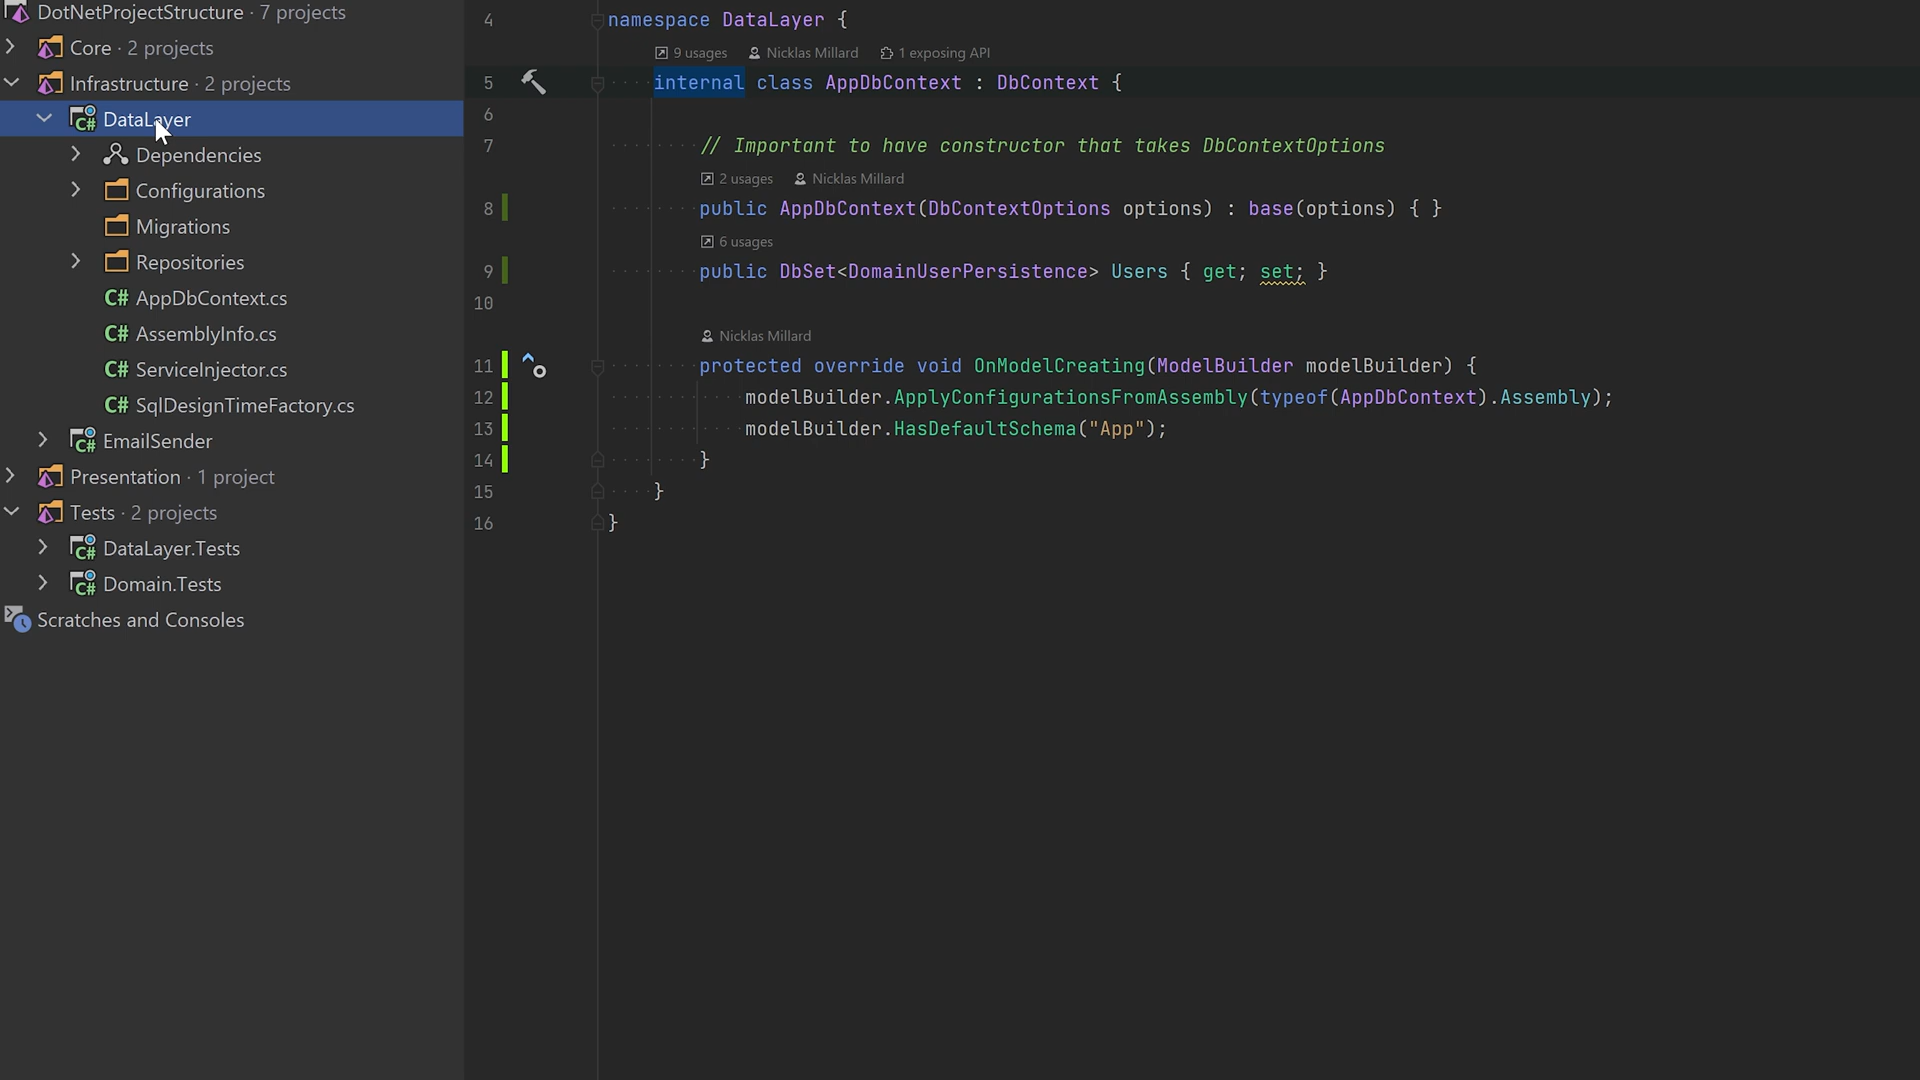 DotNetProjectStructure · 7 projects
Core · 2 projects
Infrastructure · 2 projects
DataLayer
Dependencies
Configurations
Migrations
Repositories
C# AppDbContext.cs
C# AssemblyInfo.cs
C# ServiceInjector.cs
C# SqlDesignTimeFactory.cs
C# EmailSender
Presentation · 1 project
Tests · 2 projects
C# DataLayer.Tests
C# Domain.Tests
Scratches and Consoles
4 namespace DataLayer {
9 usages Nicklas Millard 1 exposing API
5 internal class AppDbContext : DbContext {
6
7 // Important to have constructor that takes DbContextOptions
2 usages Nicklas Millard
8 public AppDbContext(DbContextOptions options) : base(options) { }
6 usages
9 public DbSet<DomainUserPersistence> Users { get; set; }
10
Nicklas Millard
11 protected override void OnModelCreating(ModelBuilder modelBuilder) {
12 modelBuilder.ApplyConfigurationsFromAssembly(typeof(AppDbContext).Assembly);
13 modelBuilder.HasDefaultSchema("App");
14 }
15 }
16 }